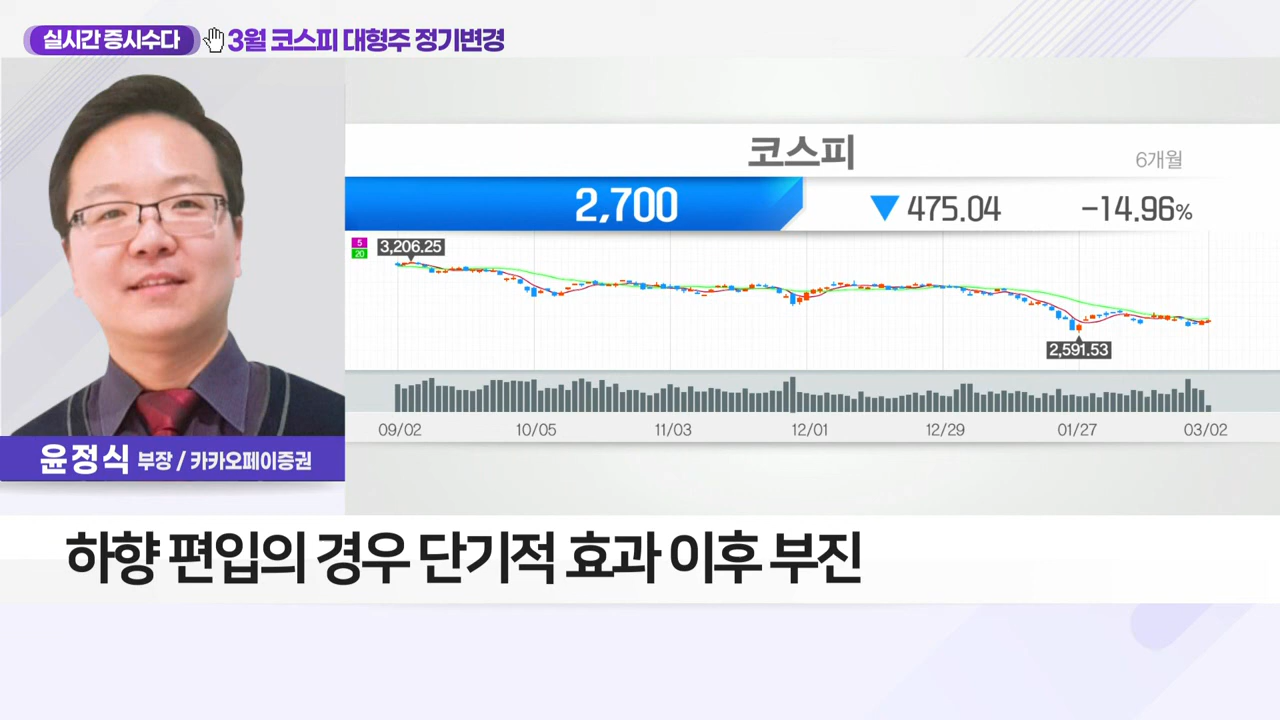 실시간 증시수다 3월 코스피 대형주 정기변경
코스피
6개월
2,700 ▼475.04 -14.96%
5
20
3,206.25
2,591.53
09/02 10/05 11/03 12/01 12/29 01/27 03/02
윤정식 부장 / 카카오페이증권
하향 편입의 경우 단기적 효과 이후 부진